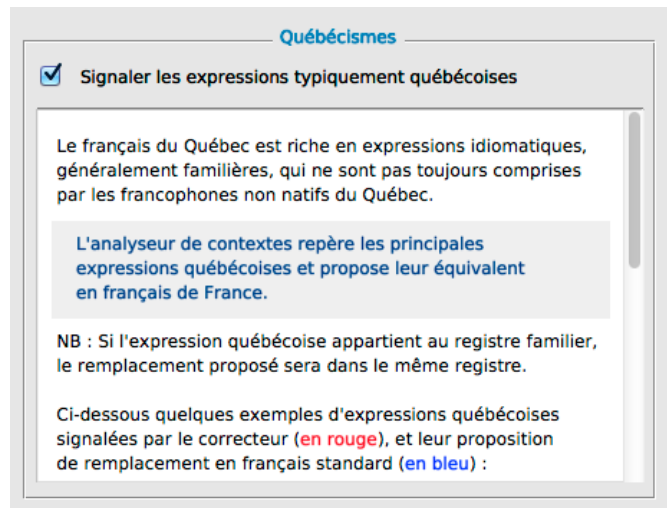 Québécismes
Signaler les expressions typiquement québécoises
Le français du Québec est riche en expressions idiomatiques,
généralement familières, qui ne sont pas toujours comprises
par les francophones non natifs du Québec.
L'analyseur de contextes repère les principales
expressions québécoises et propose leur équivalent
en français de France.
NB : Si l'expression québécoise appartient au registre familier,
le remplacement proposé sera dans le même registre.
Ci-dessous quelques exemples d'expressions québécoises
signalées par le correcteur (en rouge), et leur proposition
de remplacement en français standard (en bleu) :